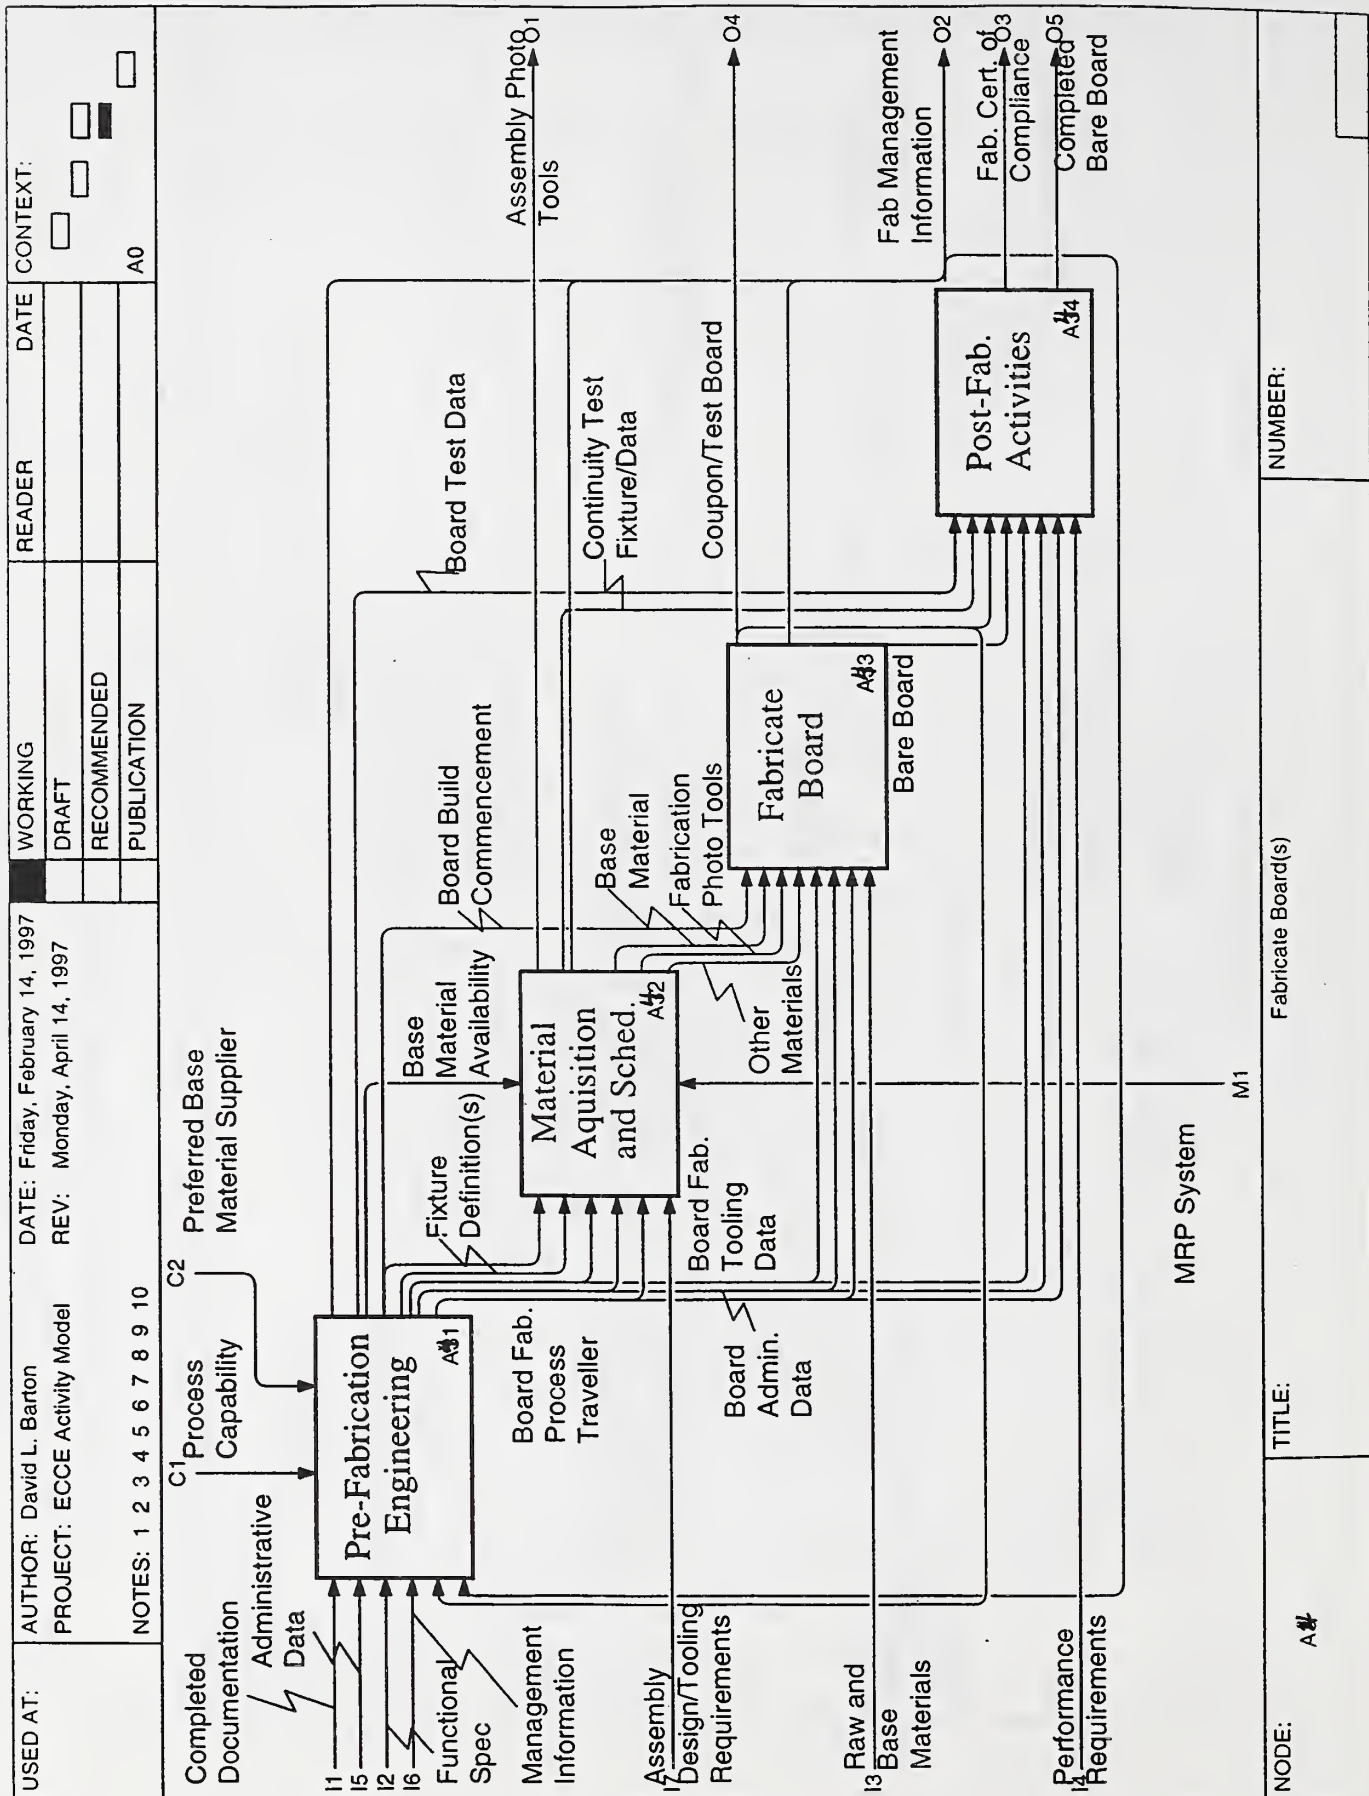 USED AT:
AUTHOR: David L. Barton
DATE: Friday, February 14, 1997
PROJECT: ECCE Activity Model
REV: Monday, April 14, 1997
NOTES: 1 2 3 4 5 6 7 8 9 10
WORKING
DRAFT
RECOMMENDED
PUBLICATION
READER
DATE
CONTEXT:
A0
C1
Process
Capability
C2
Preferred Base
Material Supplier
Completed
Documentation
Administrative
Data
I1
I5
I2
I6
Functional
Spec
Management
Information
Pre-Fabrication
Engineering
Fixture
Definition(s)
Base
Material
Availability
Board Build
Commencement
Board Test Data
Continuity Test
Fixture/Data
Assembly Photo
Tools
O1
Board Fab.
Process
Traveller
Material
Aquisition
and Sched.
Base
Material
Fabrication
Photo Tools
Other
Materials
Coupon/Test Board
O4
I7
Assembly
Design/Tooling
Requirements
Board Fab.
Tooling
Data
Board
Admin.
Data
Fabricate
Board
Bare Board
I3
Raw and
Base
Materials
Fab Management
Information
O2
Fab. Cert. of
Compliance
O3
Completed
Bare Board
O5
Post-Fab.
Activities
I4
Performance
Requirements
MRP System
M1
NODE:
TITLE:
Fabricate Board(s)
NUMBER: